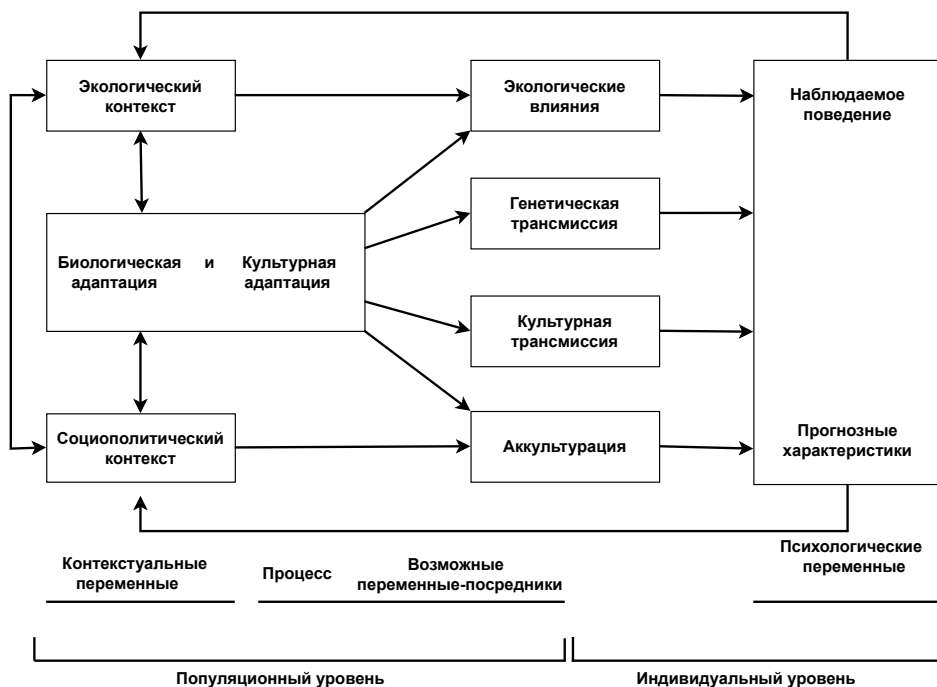 Экологический
контекст
Экологические
влияния
Наблюдаемое
поведение
Генетическая
трансмиссия
Биологическая и Культурная
адаптация адаптация
Культурная
трансмиссия
Социополитический
контекст
Аккультурация
Прогнозные
характеристики
Контекстуальные
переменные
Процесс
Возможные
переменные-посредники
Психологические
переменные
Популяционный уровень
Индивидуальный уровень